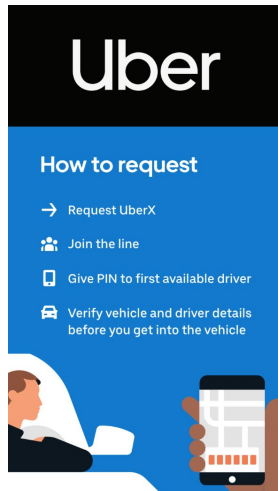 Uber
How to request
Request UberX
Join the line
Give PIN to first available driver
Verify vehicle and driver details
before you get into the vehicle